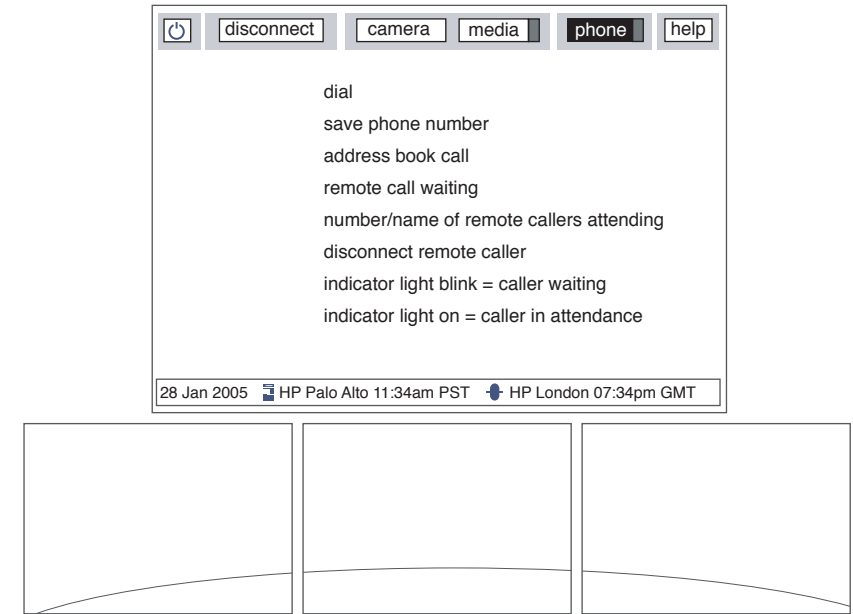 disconnect camera media phone help
dial
save phone number
address book call
remote call waiting
number/name of remote callers attending
disconnect remote caller
indicator light blink = caller waiting
indicator light on = caller in attendance
28 Jan 2005 HP Palo Alto 11:34am PST HP London 07:34pm GMT